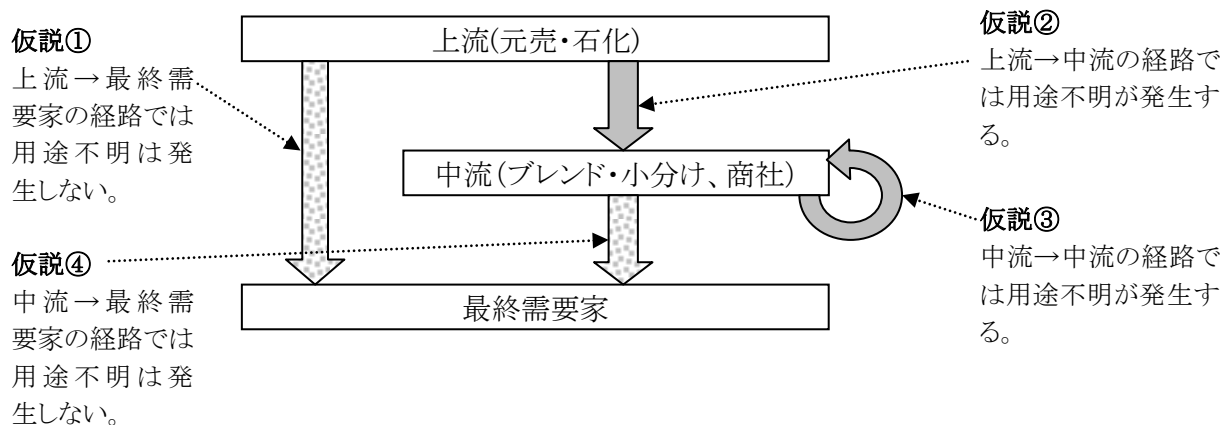 仮説①
上流→最終需
要家の経路では
用途不明は発
生しない。
上流(元売・石化)
仮説②
上流→中流の経路で
は用途不明が発生す
る。
中流(ブレンド・小分け、商社)
仮説③
中流→中流の経路で
は用途不明が発生す
る。
仮説④
中流→最終需
要家の経路では
用途不明は発
生しない。
最終需要家